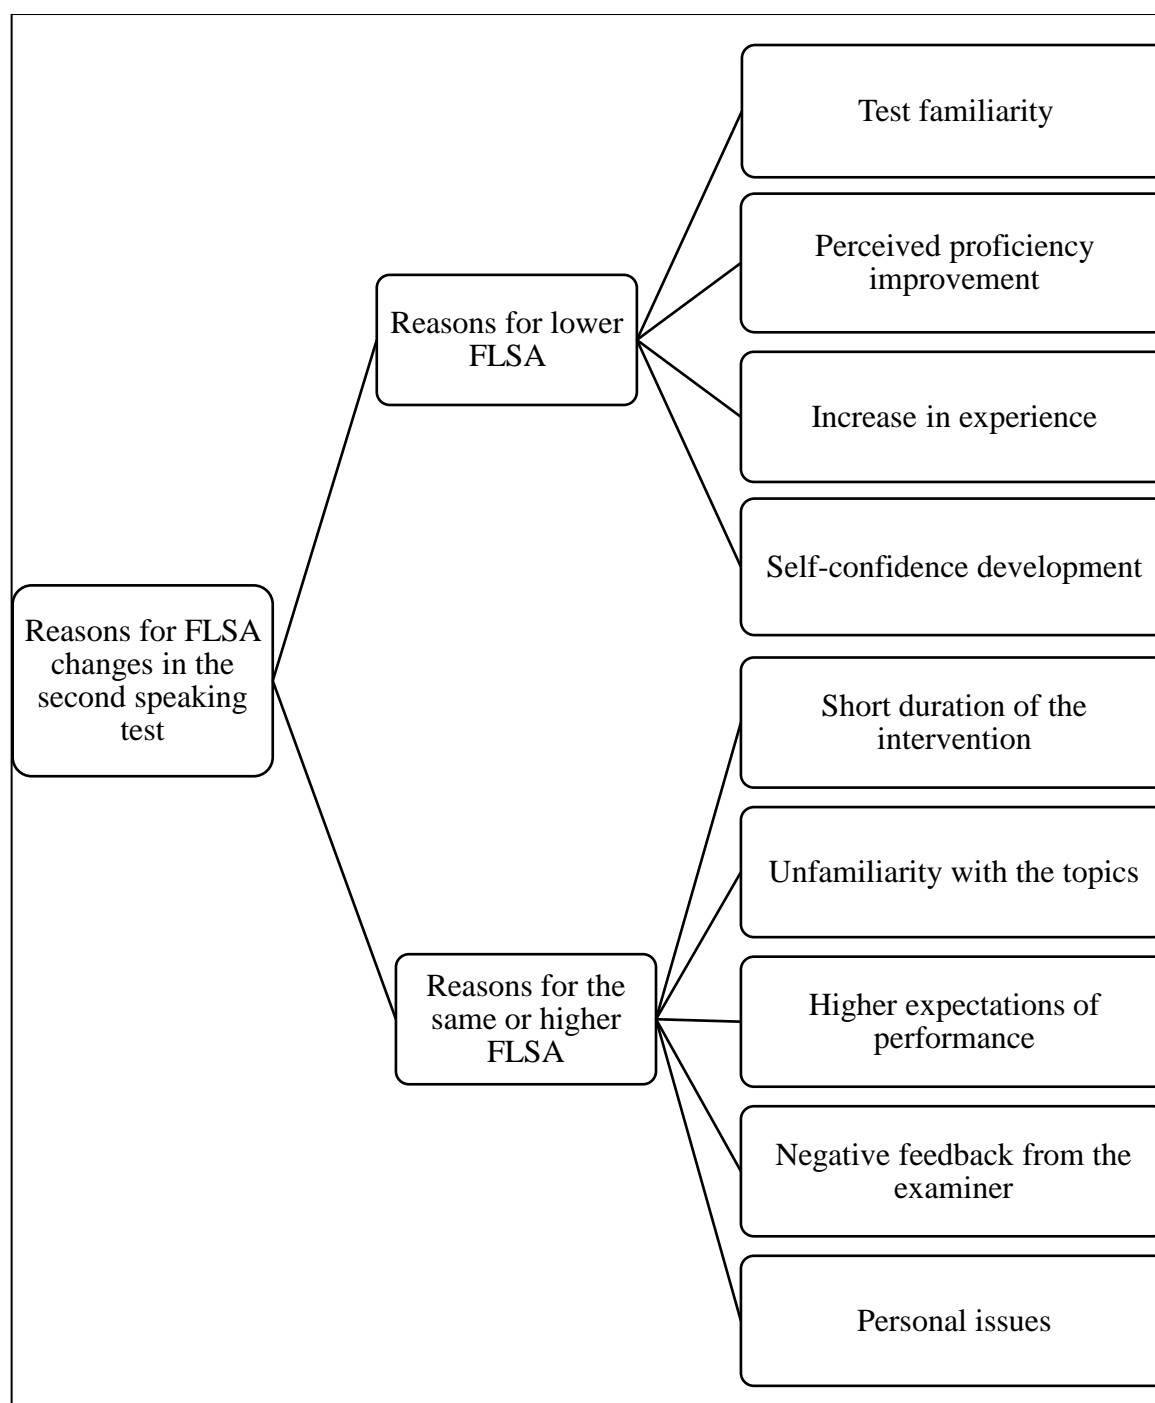 Reasons for FLSA
changes in the
second speaking
test
Reasons for lower
FLSA
Test familiarity
Perceived proficiency
improvement
Increase in experience
Self-confidence development
Reasons for the
same or higher
FLSA
Short duration of the
intervention
Unfamiliarity with the topics
Higher expectations of
performance
Negative feedback from the
examiner
Personal issues